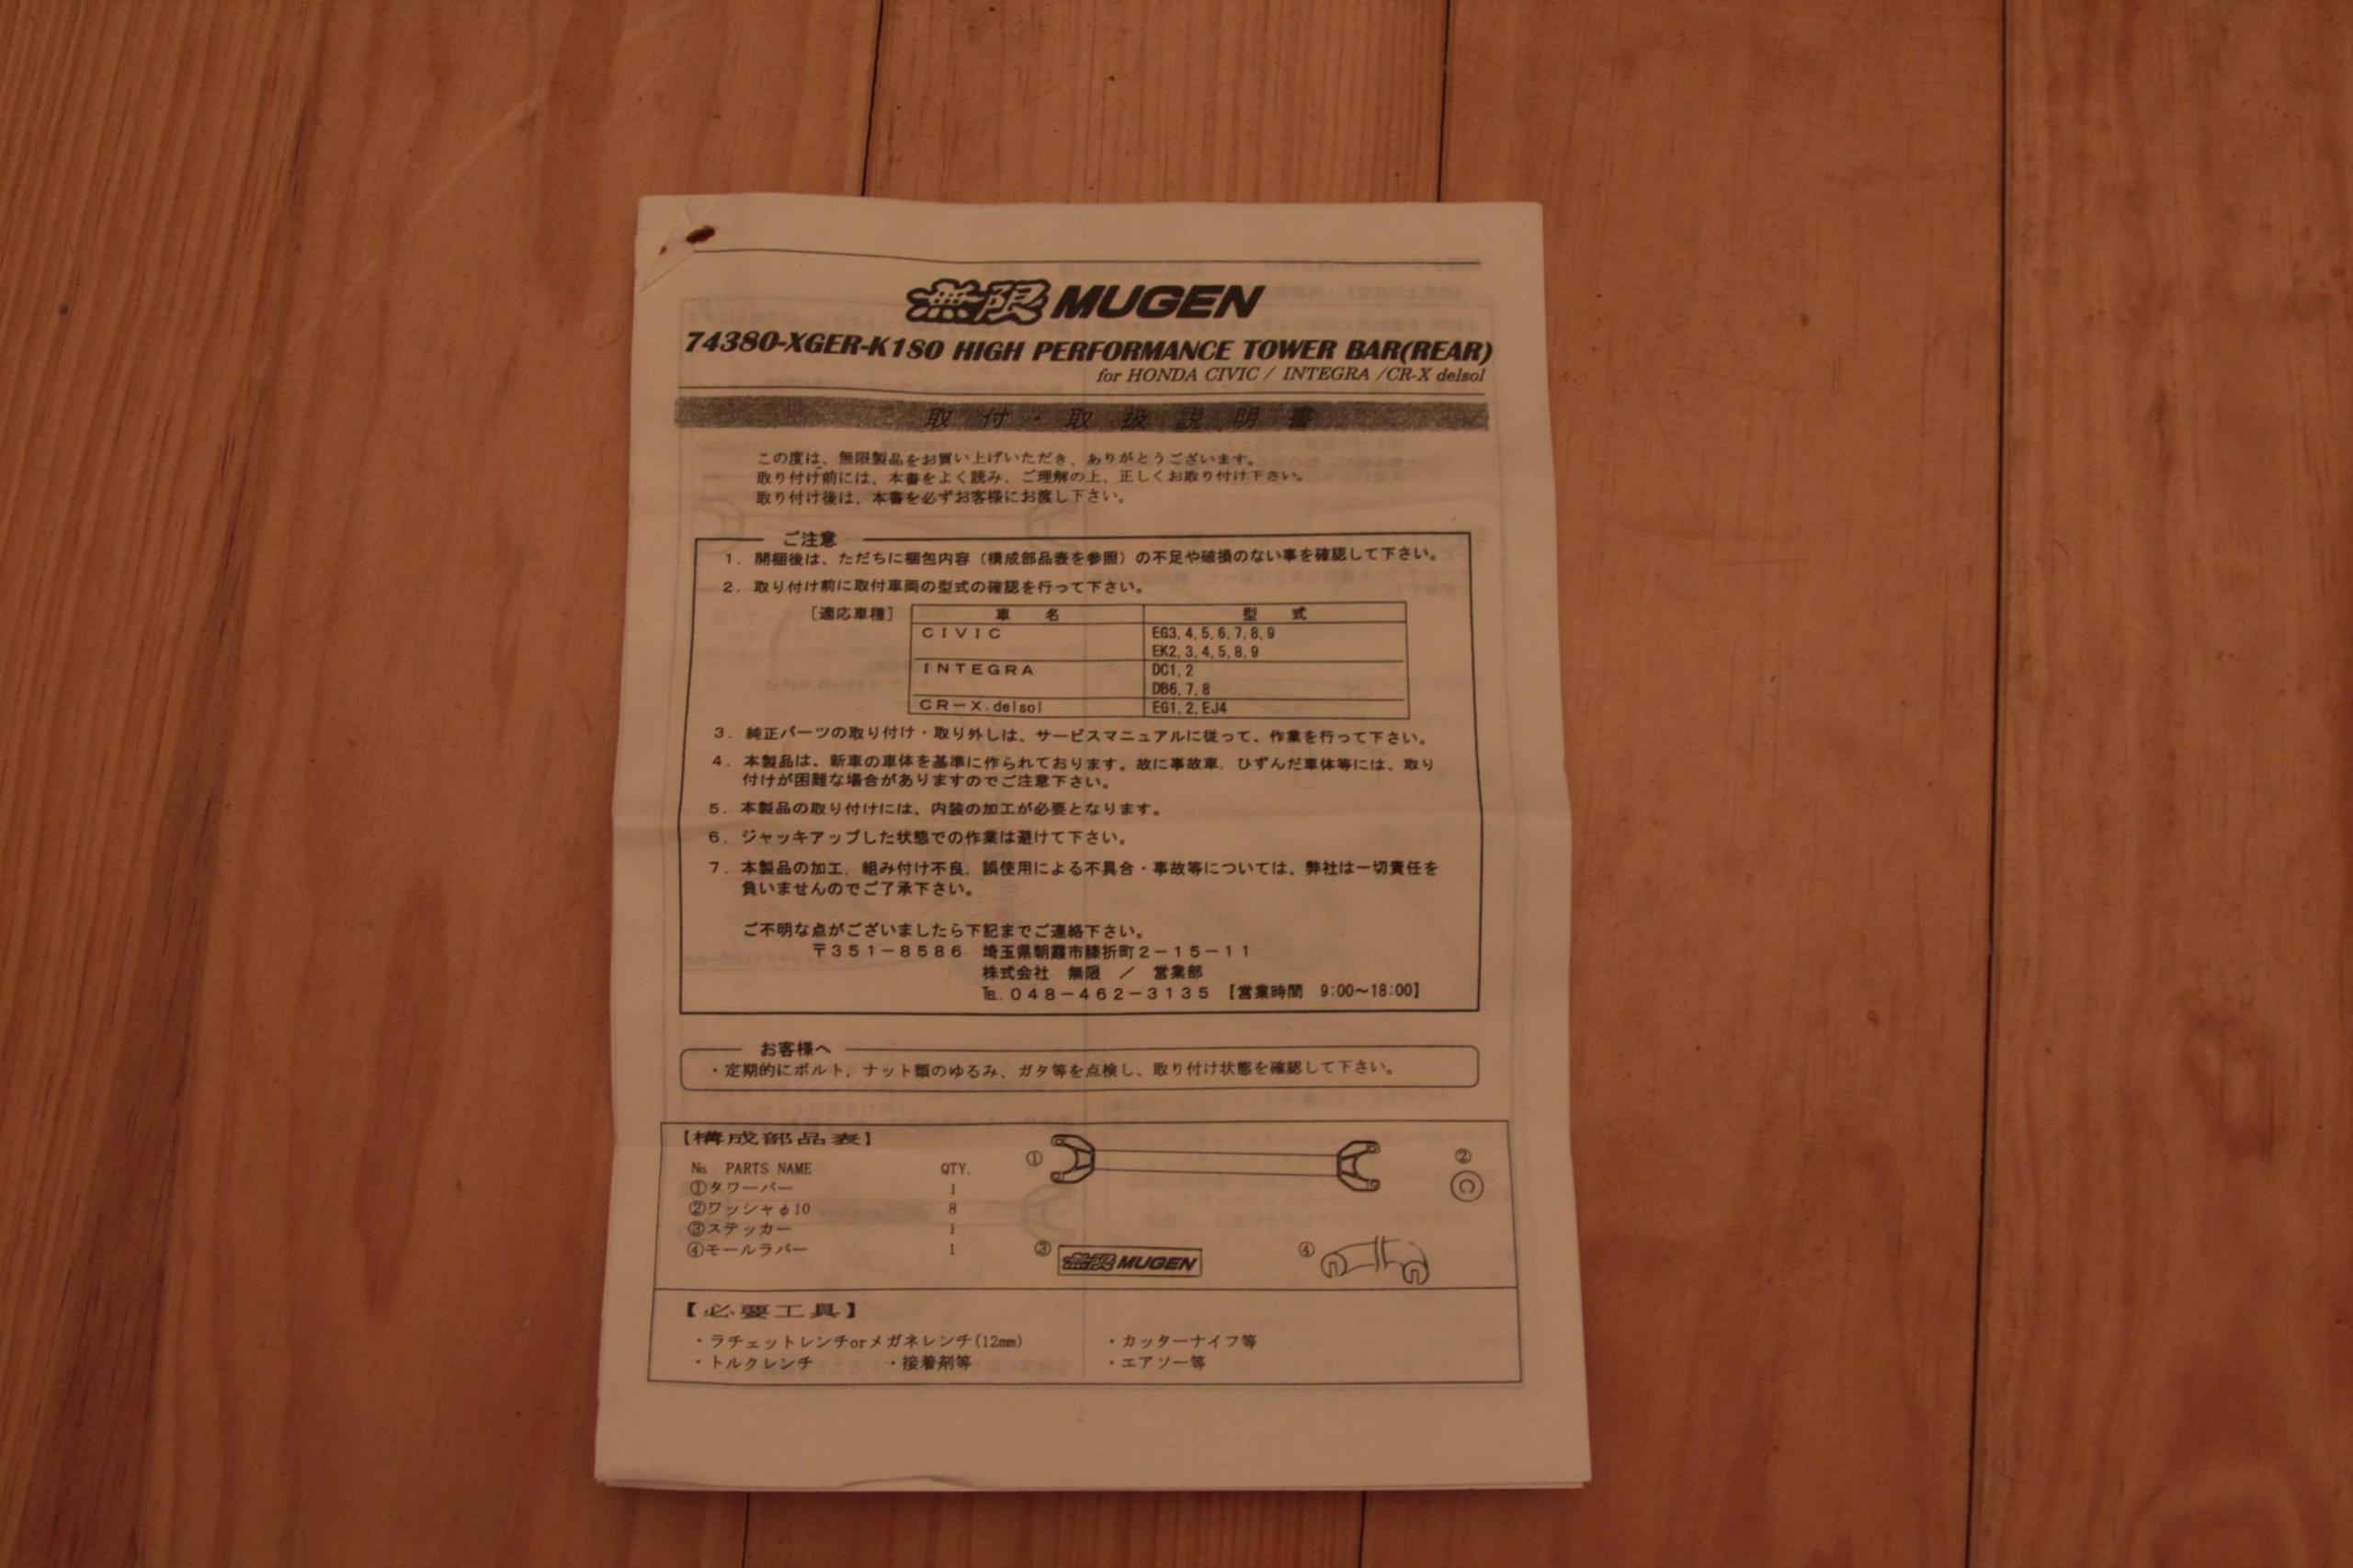 無限 MUGEN
74380-XGER-K1S0 HIGH PERFORMANCE TOWER BAR(REAR)
for HONDA CIVIC / INTEGRA /CR-X delsol
取付・取扱説明書
この度は、無限製品をお買い上げいただき、ありがとうございます。
取り付け前には、本書をよく読み、ご理解の上、正しくお取り付け下さい。
取り付け後は、本書を必ずお客様にお渡し下さい。
ご注意
1. 開梱後は、ただちに梱包内容（構成部品表を参照）の不足や破損のない事を確認して下さい。
2. 取り付け前に取付車両の型式の確認を行って下さい。
［適応車種］ 車 名 型 式
CIVIC EG3,4,5,6,7,8,9
EK2,3,4,5,8,9
INTEGRA DC1,2
DB6,7,8
CR-X.delsol EG1,2,EJ4
3. 純正パーツの取り付け・取り外しは、サービスマニュアルに従って、作業を行って下さい。
4. 本製品は、新車の車体を基準に作られております。故に事故車，ひずんだ車体等には、取り
付けが困難な場合がありますのでご注意下さい。
5. 本製品の取り付けには、内装の加工が必要となります。
6. ジャッキアップした状態での作業は避けて下さい。
7. 本製品の加工，組み付け不良，誤使用による不具合・事故等については、弊社は一切責任を
負いませんのでご了承下さい。
ご不明な点がございましたら下記までご連絡下さい。
〒351-8586 埼玉県朝霞市膝折町2-15-11
株式会社 無限 ／ 営業部
℡.048-462-3135 【営業時間 9:00~18:00】
お客様へ
・定期的にボルト，ナット類のゆるみ、ガタ等を点検し、取り付け状態を確認して下さい。
【構成部品表】
№ PARTS NAME QTY.
①タワーバー 1
②ワッシャφ10 8
③ステッカー 1
④モールラバー 1
① ②
③ 無限 MUGEN ④
【必要工具】
・ラチェットレンチorメガネレンチ(12mm) ・カッターナイフ等
・トルクレンチ ・接着剤等 ・エアソー等